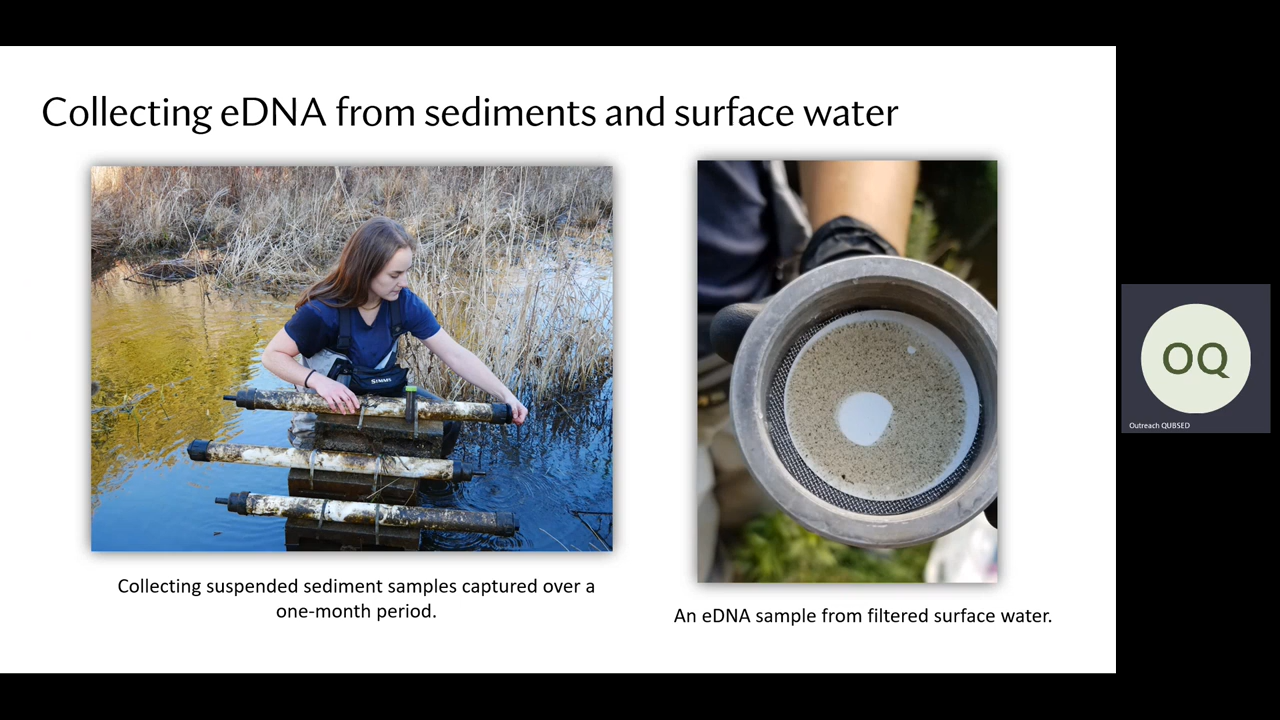 Collecting eDNA from sediments and surface water
SIMMS
Collecting suspended sediment samples captured over a
one-month period.
An eDNA sample from filtered surface water.
OQ
Outreach QUBSED